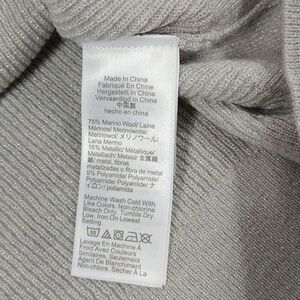 Made In China
Fabriqué En Chine
Hergestellt In China
Vervaardigd In China
中国製
hecho en china
75% Merino Wool/ Laine
Mérinos/ Merinowolle/
Merinowol/ メリノウール/
Lana Merino
16% Metallic/ Métallique/
Metallisch/ Metaal/ 金属繊
維/ metal, fibras
metalizadas o fibra de metal
9% Polyamide/ Polyamide/
Polyamid/ Polyamide/ ナ
イロン/ poliamida
Machine Wash Cold With
Like Colors. Non-chlorine
Bleach Only. Tumble Dry
Low. Iron On Lowest
Setting
Lavage En Machine À
Froid Avec Couleurs
Similaires. Seulement
Agent De Blanchiment
Non-chlore. Sécher À La